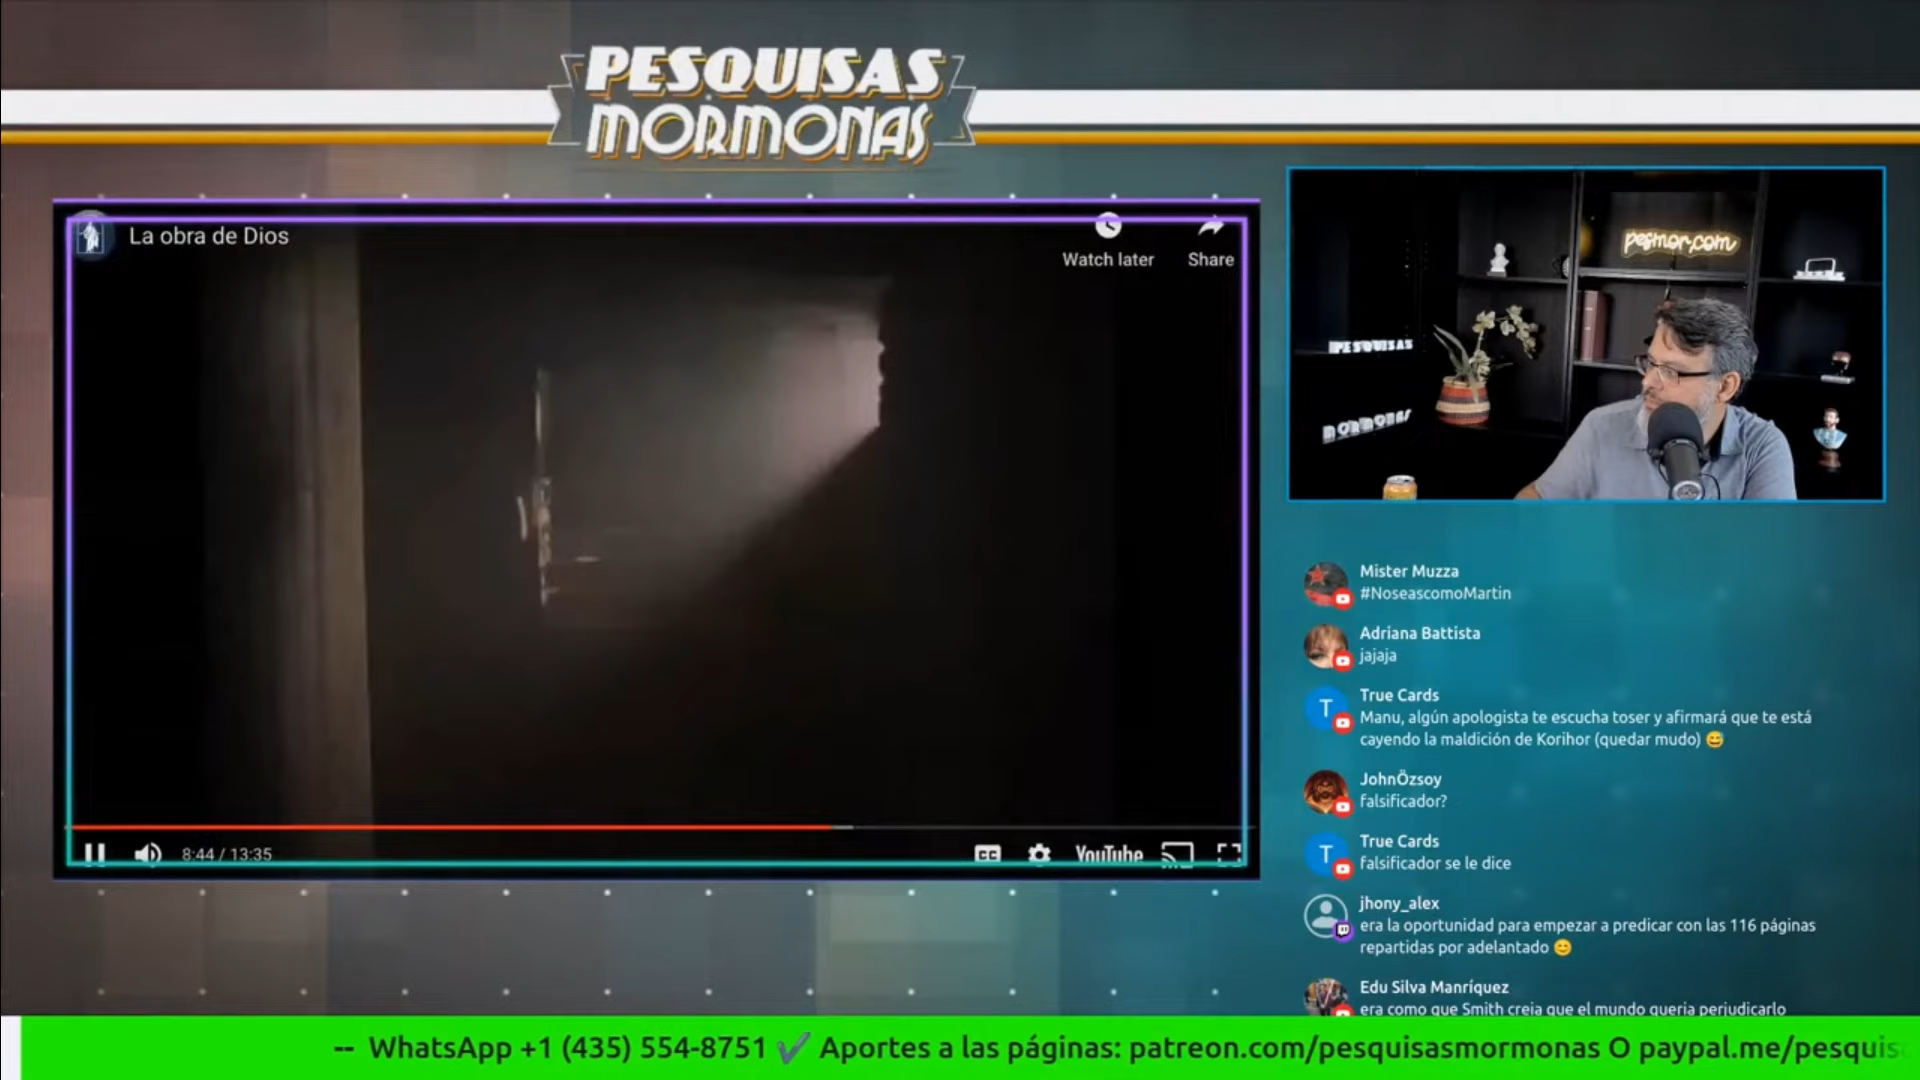 PESQUISAS
MORMONAS
La obra de Dios
Watch later
Share
8:44 / 13:35
CC
YouTube
pesmor.com
PESQUISAS
MORMONAS
Mister Muzza
#NoseascomoMartin
Adriana Battista
jajaja
T
True Cards
Manu, algún apologista te escucha toser y afirmará que te está
cayendo la maldición de Korihor (quedar mudo) 😅
JohnÖzsoy
falsificador?
T
True Cards
falsificador se le dice
jhony_alex
era la oportunidad para empezar a predicar con las 116 páginas
repartidas por adelantado 😊
Edu Silva Manríquez
era como que Smith creia que el mundo queria perjudicarlo
-- WhatsApp +1 (435) 554-8751 ✔ Aportes a las páginas: patreon.com/pesquisasmormonas O paypal.me/pesquis